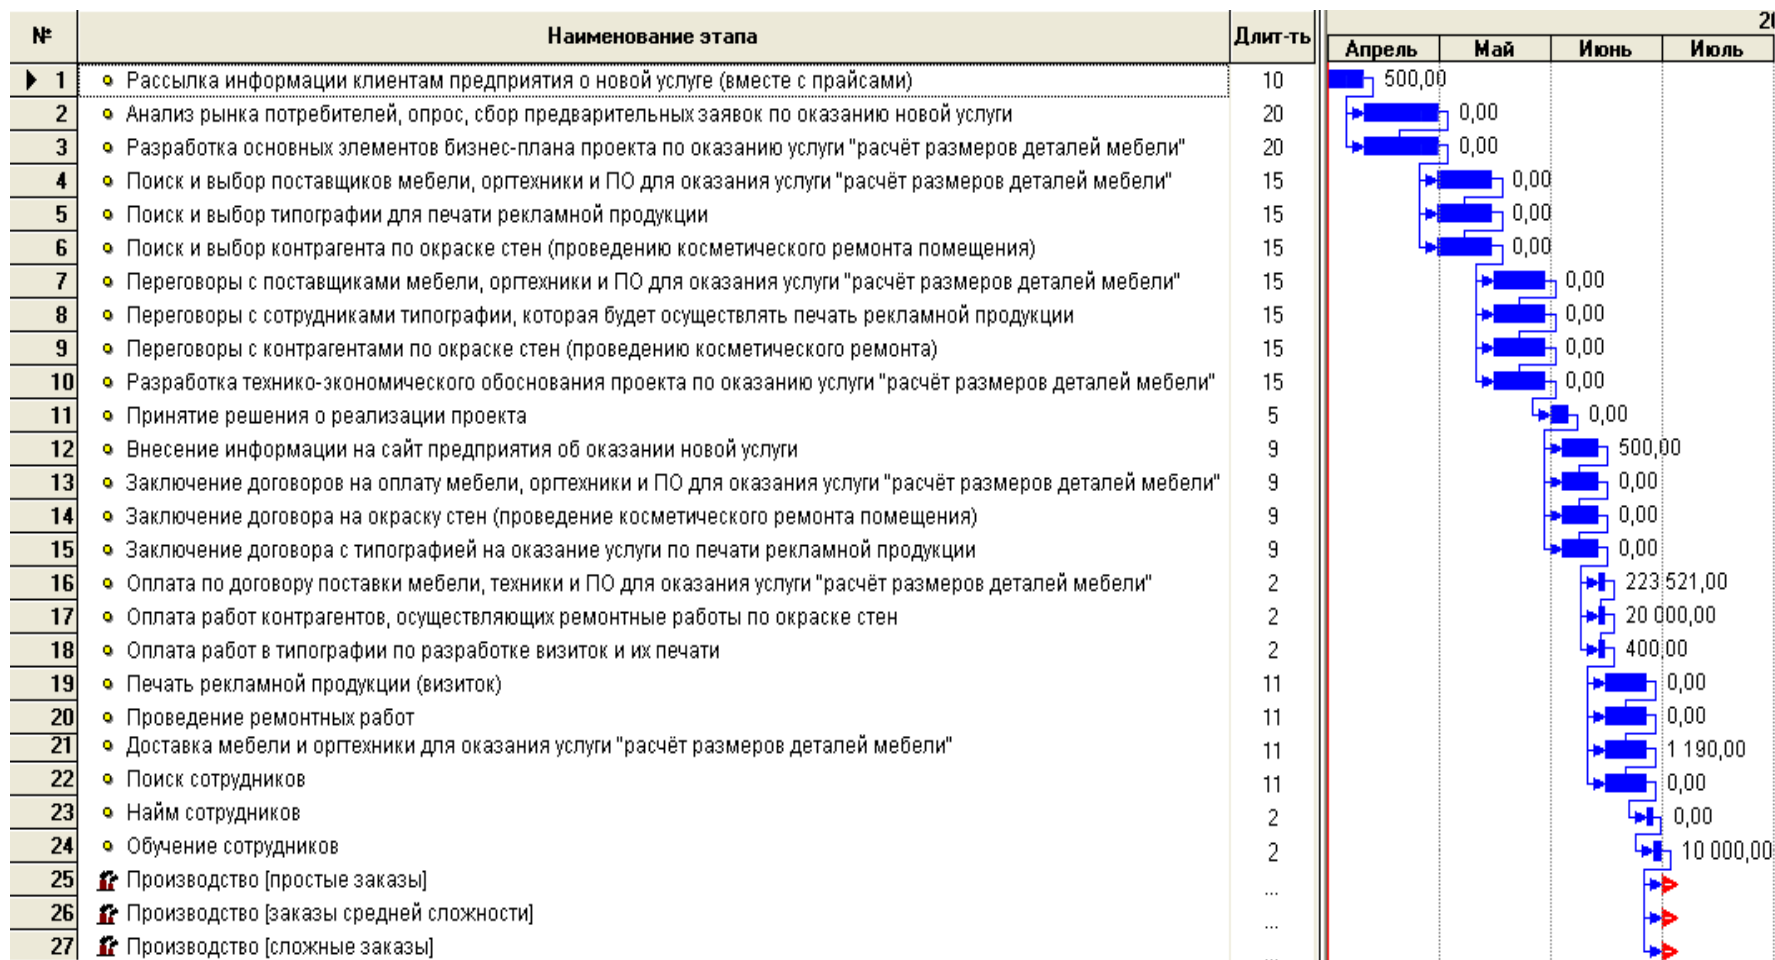 № Наименование этапа Длит-ть 20
Апрель Май Июнь Июль
1 Рассылка информации клиентам предприятия о новой услуге (вместе с прайсами) 10 500,00
2 Анализ рынка потребителей, опрос, сбор предварительных заявок по оказанию новой услуги 20 0,00
3 Разработка основных элементов бизнес-плана проекта по оказанию услуги "расчёт размеров деталей мебели" 20 0,00
4 Поиск и выбор поставщиков мебели, оргтехники и ПО для оказания услуги "расчёт размеров деталей мебели" 15 0,00
5 Поиск и выбор типографии для печати рекламной продукции 15 0,00
6 Поиск и выбор контрагента по окраске стен (проведению косметического ремонта помещения) 15 0,00
7 Переговоры с поставщиками мебели, оргтехники и ПО для оказания услуги "расчёт размеров деталей мебели" 15 0,00
8 Переговоры с сотрудниками типографии, которая будет осуществлять печать рекламной продукции 15 0,00
9 Переговоры с контрагентами по окраске стен (проведению косметического ремонта) 15 0,00
10 Разработка технико-экономического обоснования проекта по оказанию услуги "расчёт размеров деталей мебели" 15 0,00
11 Принятие решения о реализации проекта 5 0,00
12 Внесение информации на сайт предприятия об оказании новой услуги 9 500,00
13 Заключение договоров на оплату мебели, оргтехники и ПО для оказания услуги "расчёт размеров деталей мебели" 9 0,00
14 Заключение договора на окраску стен (проведение косметического ремонта помещения) 9 0,00
15 Заключение договора с типографией на оказание услуги по печати рекламной продукции 9 0,00
16 Оплата по договору поставки мебели, техники и ПО для оказания услуги "расчёт размеров деталей мебели" 2 223 521,00
17 Оплата работ контрагентов, осуществляющих ремонтные работы по окраске стен 2 20 000,00
18 Оплата работ в типографии по разработке визиток и их печати 2 400,00
19 Печать рекламной продукции (визиток) 11 0,00
20 Проведение ремонтных работ 11 0,00
21 Доставка мебели и оргтехники для оказания услуги "расчёт размеров деталей мебели" 11 1 190,00
22 Поиск сотрудников 11 0,00
23 Найм сотрудников 2 0,00
24 Обучение сотрудников 2 10 000,00
25 Производство [простые заказы] ...
26 Производство [заказы средней сложности] ...
27 Производство [сложные заказы] ...